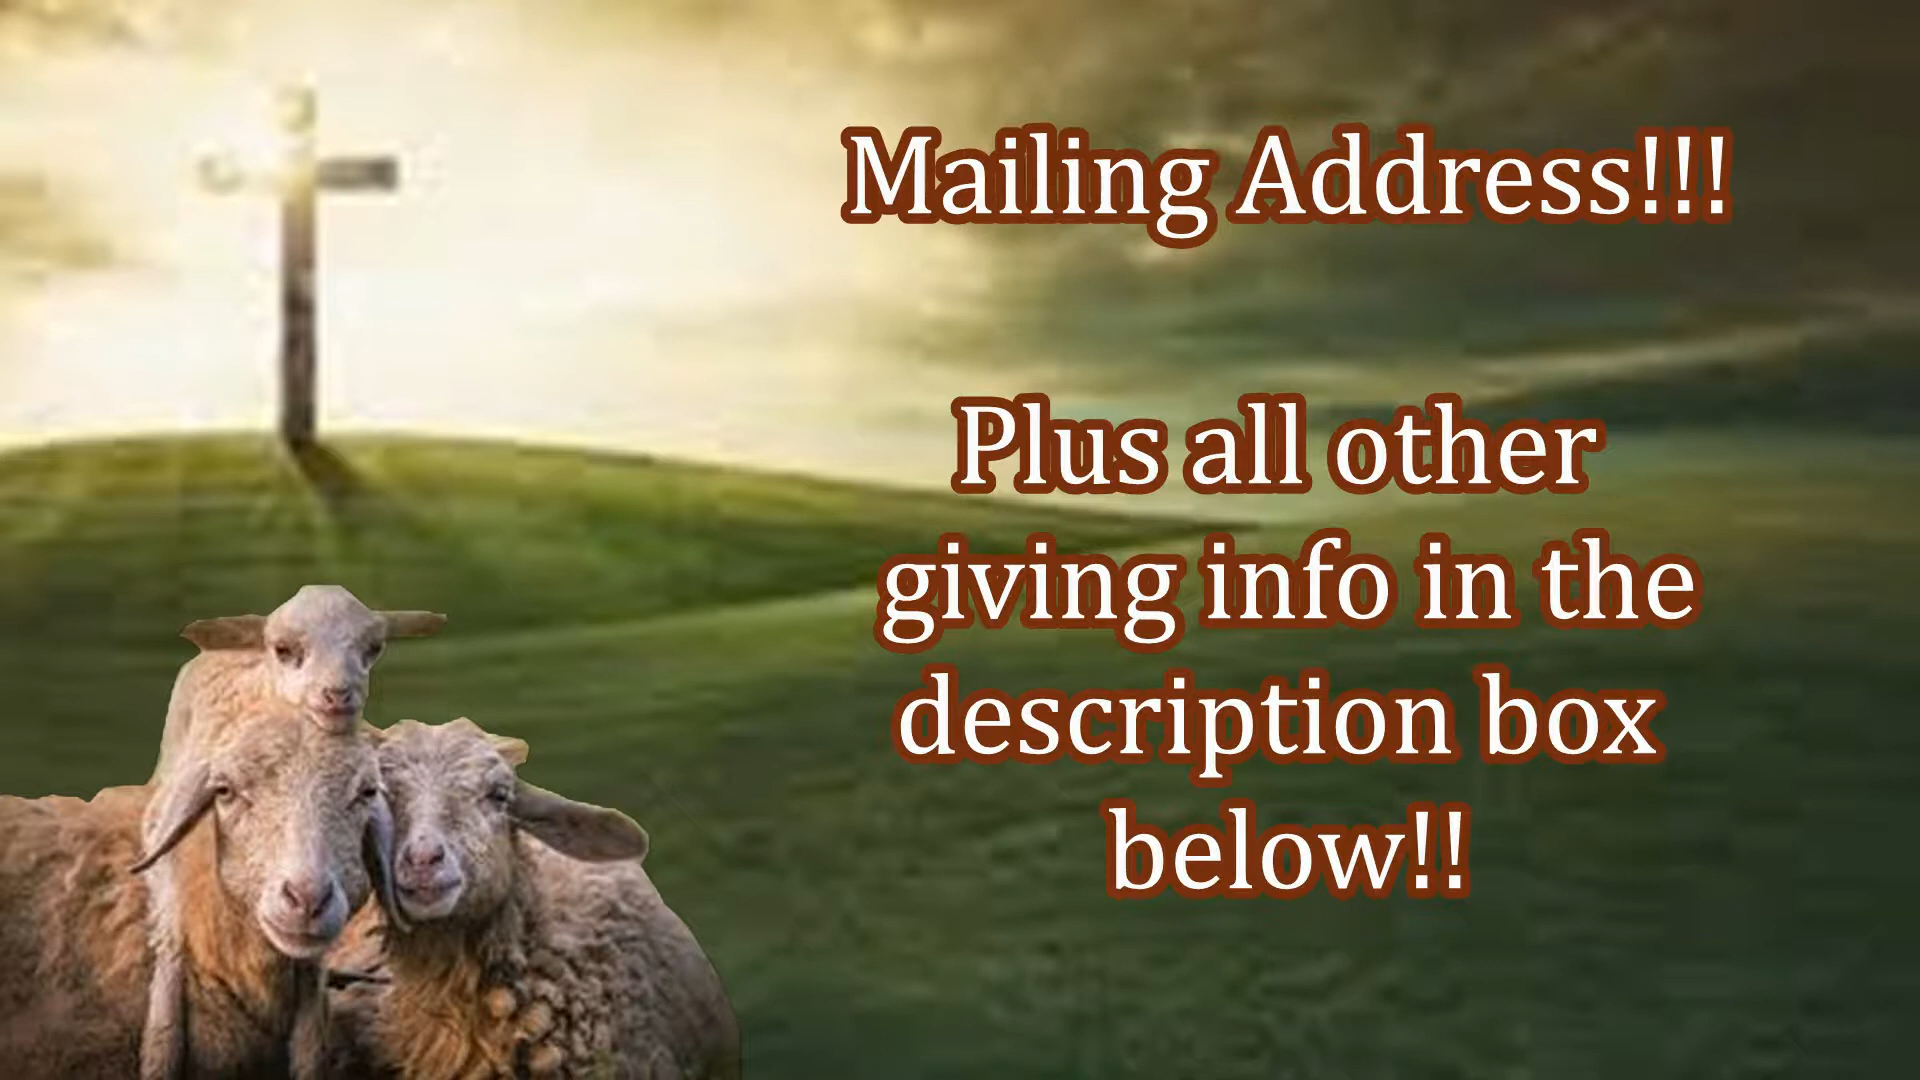 Mailing Address!!!
Plus all other
giving info in the
description box
below!!